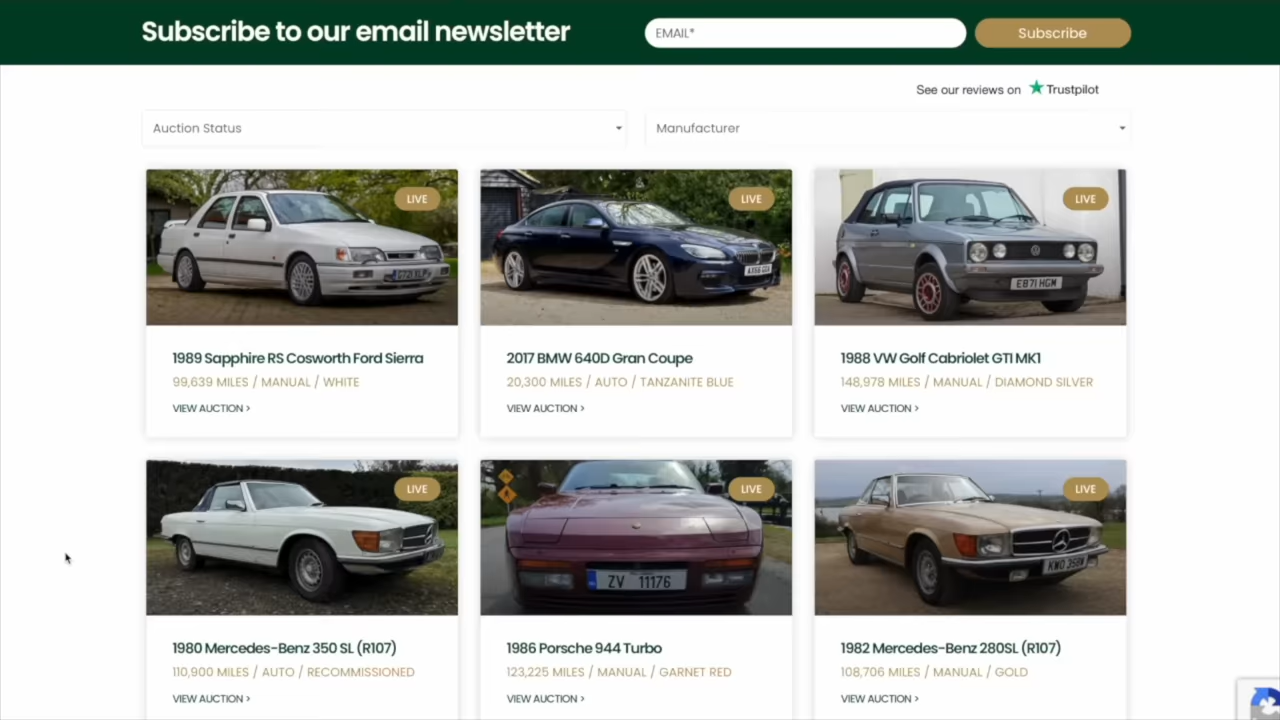 Subscribe to our email newsletter
EMAIL*
Subscribe
See our reviews on Trustpilot
Auction Status
Manufacturer
LIVE
LIVE
LIVE
E871 HGM
1989 Sapphire RS Cosworth Ford Sierra
99,639 MILES / MANUAL / WHITE
VIEW AUCTION >
2017 BMW 640D Gran Coupe
20,300 MILES / AUTO / TANZANITE BLUE
VIEW AUCTION >
1988 VW Golf Cabriolet GTI MK1
148,978 MILES / MANUAL / DIAMOND SILVER
VIEW AUCTION >
LIVE
LIVE
LIVE
ZV 11176
1980 Mercedes-Benz 350 SL (R107)
110,900 MILES / AUTO / RECOMMISSIONED
VIEW AUCTION >
1986 Porsche 944 Turbo
123,225 MILES / MANUAL / GARNET RED
VIEW AUCTION >
1982 Mercedes-Benz 280SL (R107)
108,706 MILES / MANUAL / GOLD
VIEW AUCTION >